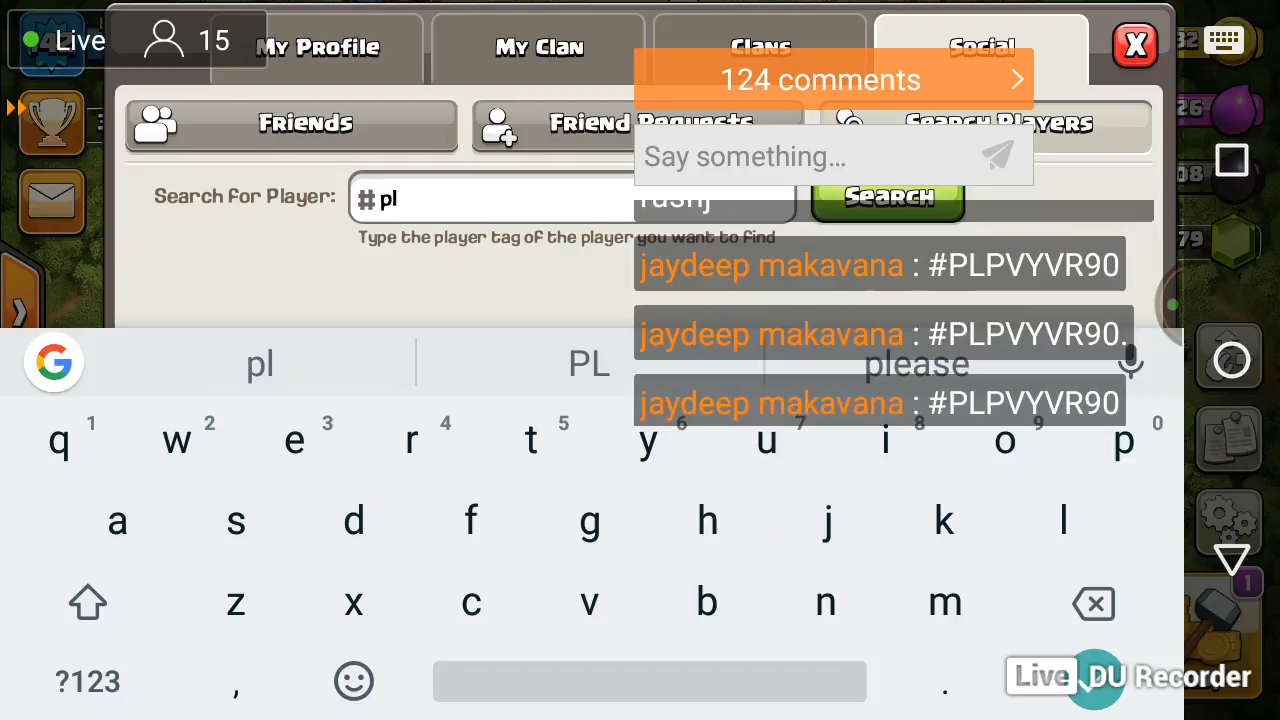 Live 15
My Profile
My Clan
Clans
Social
X
124 comments
Friends
Friend Requests
Search Players
Say something...
Search for Player:
# pl
Search
Type the player tag of the player you want to find
jaydeep makavana : #PLPVYVR90
jaydeep makavana : #PLPVYVR90.
jaydeep makavana : #PLPVYVR90
pl
PL
please
1 2 3 4 5 6 7 8 9 0
q w e r t y u i o p
a s d f g h j k l
z x c v b n m
?123 , .
1
Live DU Recorder